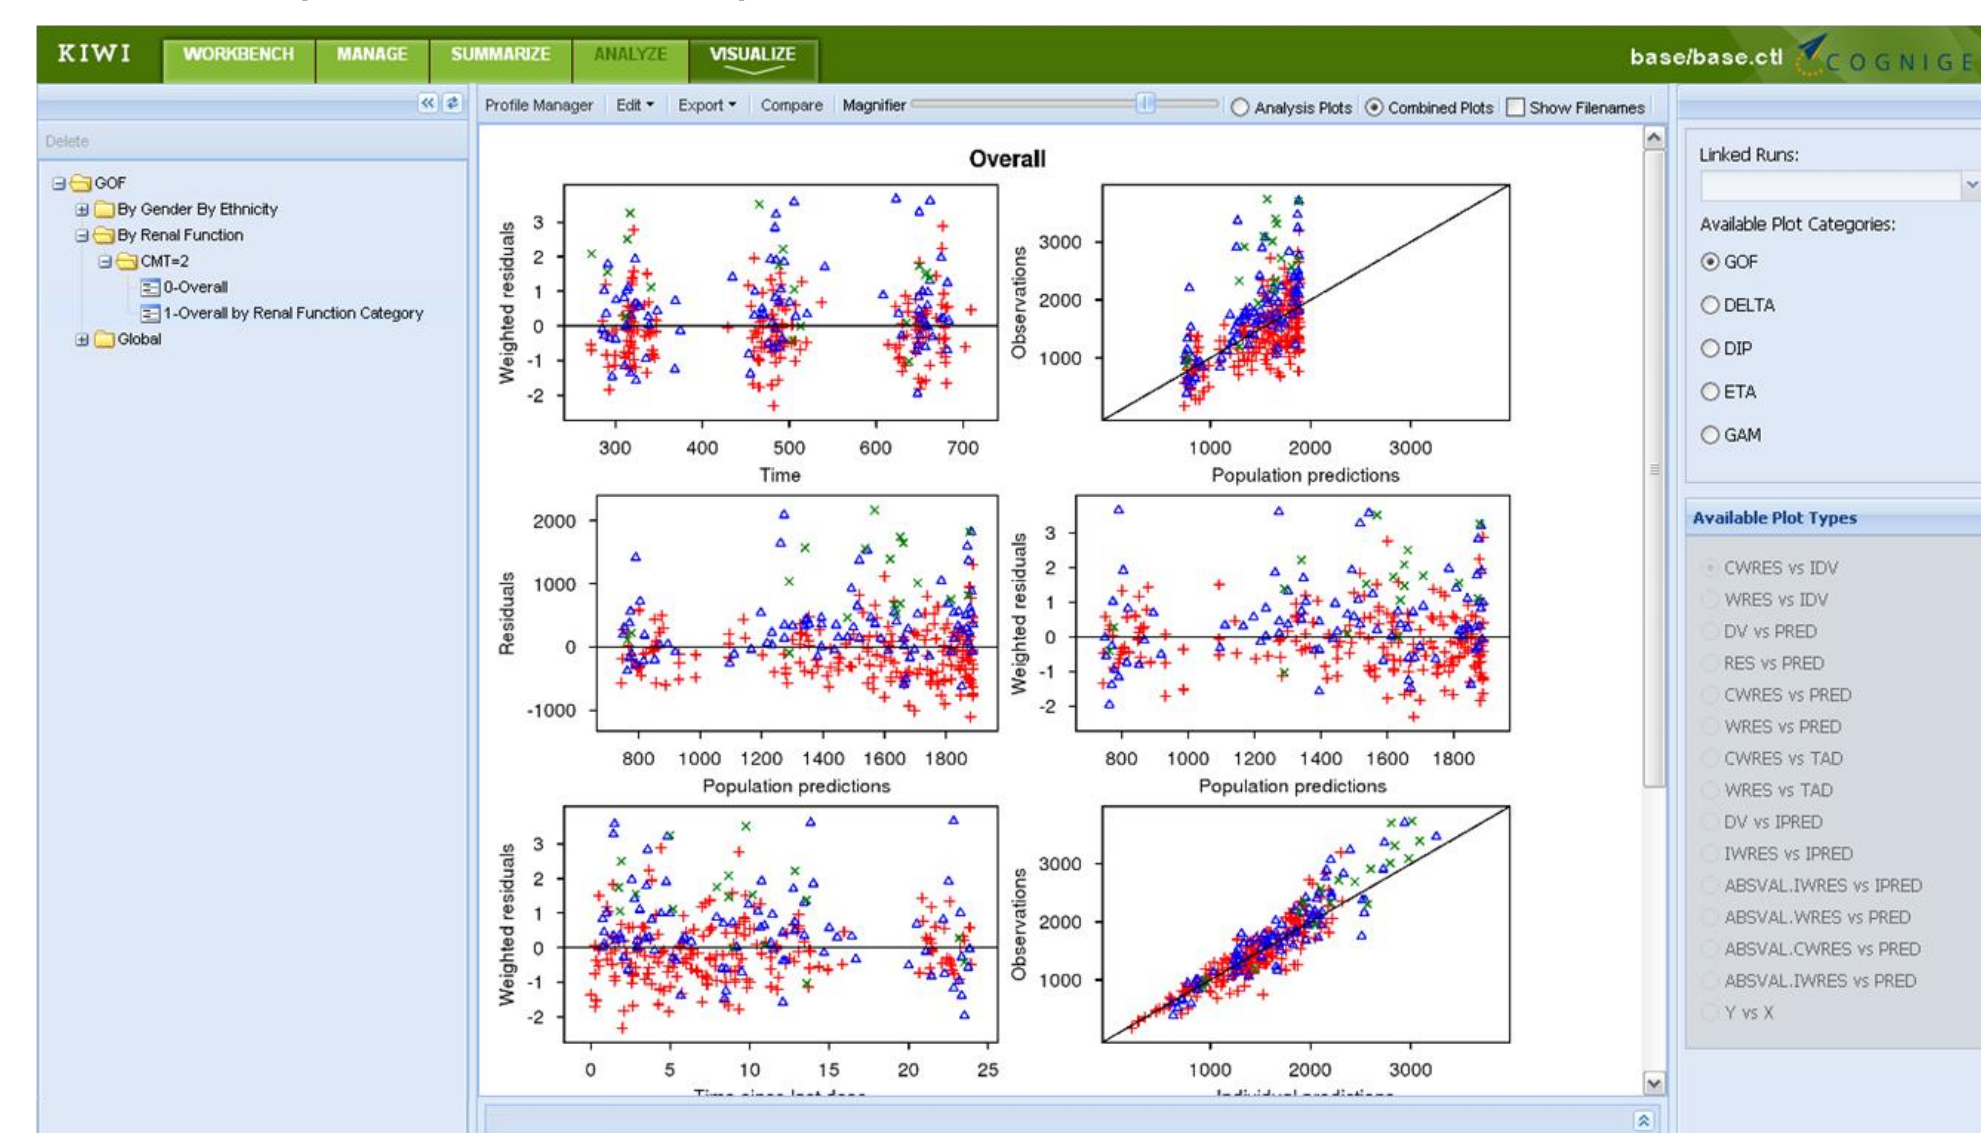 KIWI WORKBENCH MANAGE SUMMARIZE ANALYZE VISUALIZE base/base.ctl COGNIGE
Profile Manager Edit Export Compare Magnifier Analysis Plots Combined Plots Show Filenames
Delete
GOF
By Gender By Ethnicity
By Renal Function
CMT=2
0-Overall
1-Overall by Renal Function Category
Global
Overall
Weighted residuals
3
2
1
0
-1
-2
300 400 500 600 700
Time
Observations
3000
2000
1000
1000 2000 3000
Population predictions
Residuals
2000
1000
0
-1000
800 1000 1200 1400 1600 1800
Population predictions
Weighted residuals
3
2
1
0
-1
-2
800 1000 1200 1400 1600 1800
Population predictions
Weighted residuals
3
2
1
0
-1
-2
0 5 10 15 20 25
Time since last dose
Observations
3000
2000
1000
1000 2000 3000
Individual predictions
Linked Runs:
Available Plot Categories:
GOF
DELTA
DIP
ETA
GAM
Available Plot Types
CWRES vs IDV
WRES vs IDV
DV vs PRED
RES vs PRED
CWRES vs PRED
WRES vs PRED
CWRES vs TAD
WRES vs TAD
DV vs IPRED
IWRES vs IPRED
ABSVAL.IWRES vs IPRED
ABSVAL.WRES vs PRED
ABSVAL.CWRES vs PRED
ABSVAL.IWRES vs PRED
Y vs X